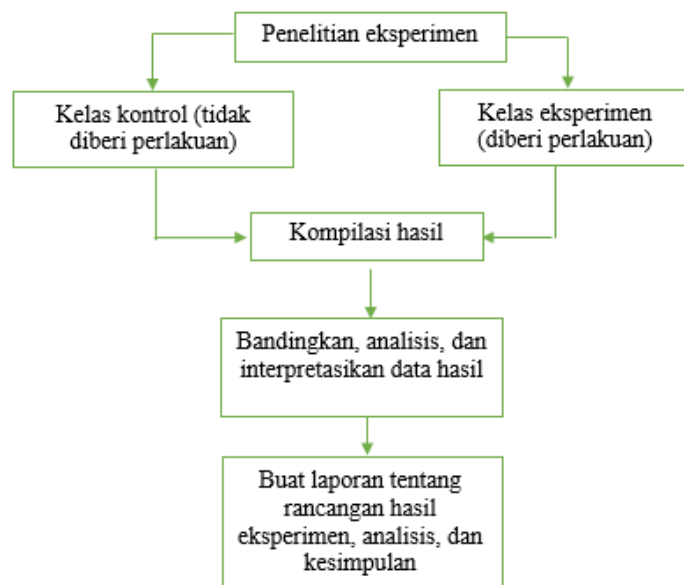 Penelitian eksperimen
Kelas kontrol (tidak
diberi perlakuan)
Kelas eksperimen
(diberi perlakuan)
Kompilasi hasil
Bandingkan, analisis, dan
interpretasikan data hasil
Buat laporan tentang
rancangan hasil
eksperimen, analisis, dan
kesimpulan